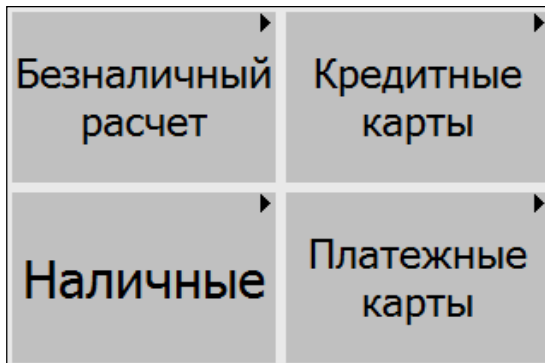 Безналичный
расчет
Кредитные
карты
Наличные
Платежные
карты